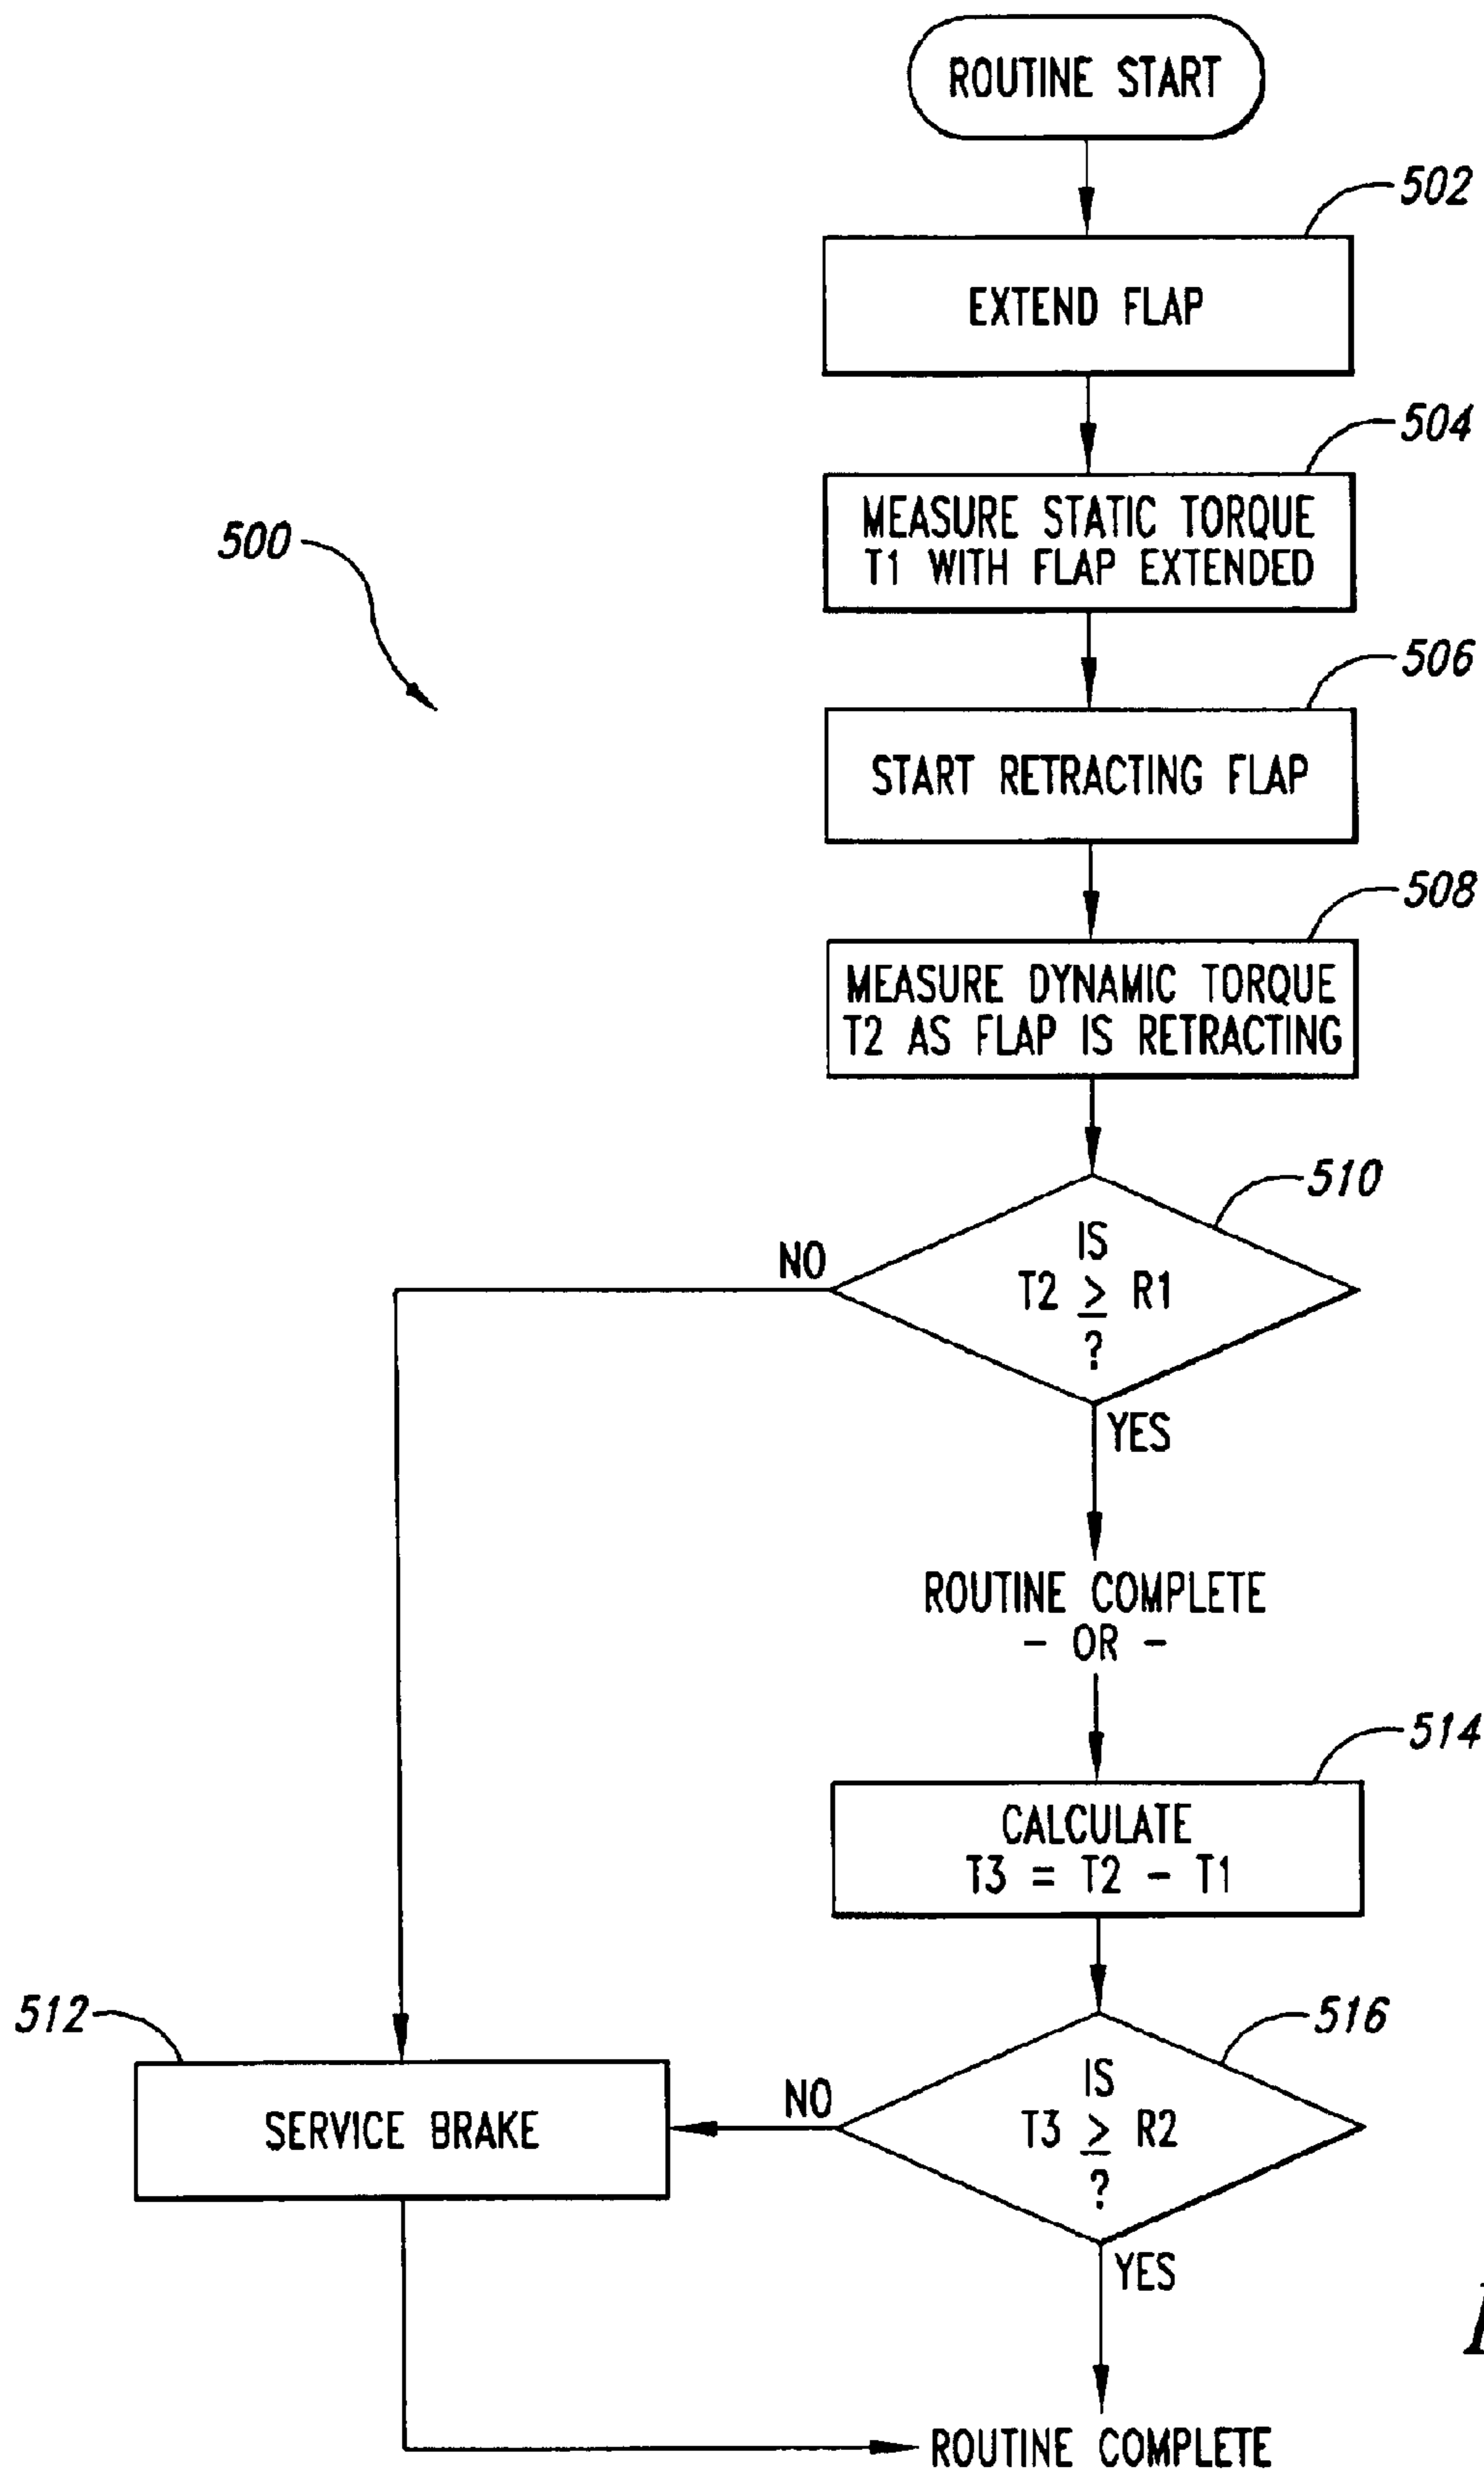 ROUTINE START
502
EXTEND FLAP
504
MEASURE STATIC TORQUE
T1 WITH FLAP EXTENDED
500
506
START RETRACTING FLAP
508
MEASURE DYNAMIC TORQUE
T2 AS FLAP IS RETRACTING
510
IS
T2 ≥ R1
?
NO
YES
ROUTINE COMPLETE
- OR -
514
CALCULATE
T3 = T2 - T1
512
516
SERVICE BRAKE
NO
IS
T3 ≥ R2
?
YES
ROUTINE COMPLETE